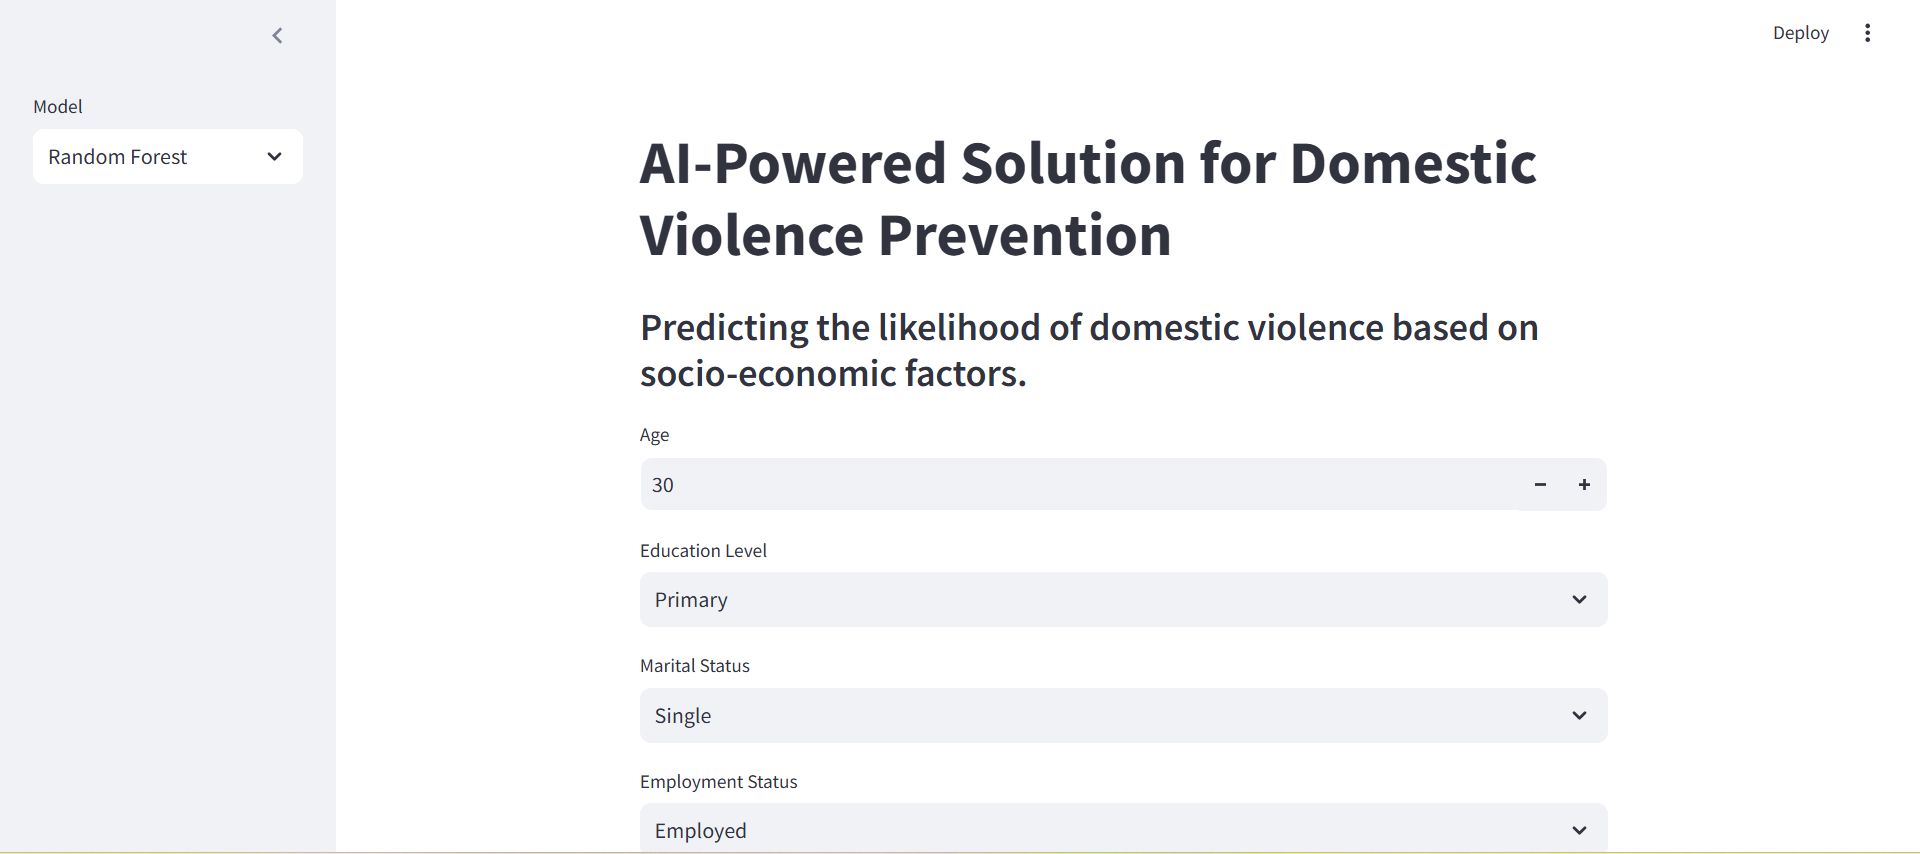 Deploy
Model
Random Forest
AI-Powered Solution for Domestic
Violence Prevention
Predicting the likelihood of domestic violence based on
socio-economic factors.
Age
30
Education Level
Primary
Marital Status
Single
Employment Status
Employed